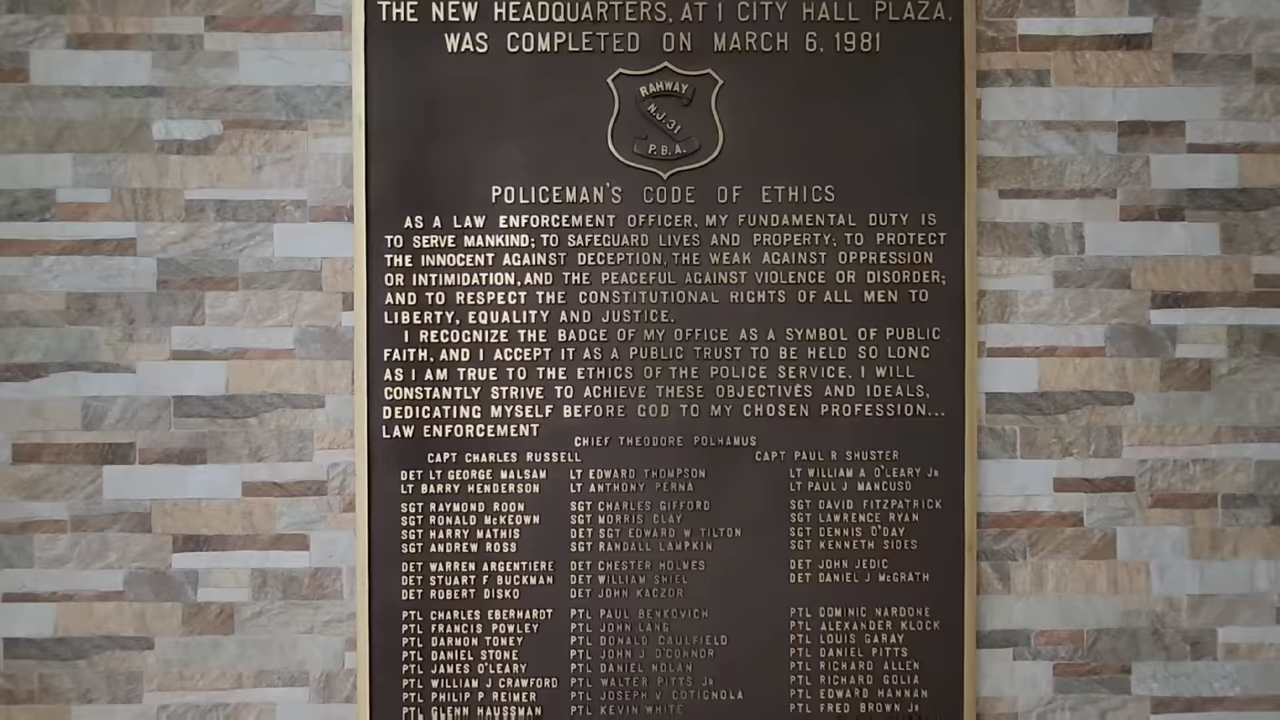 THE NEW HEADQUARTERS, AT 1 CITY HALL PLAZA,
WAS COMPLETED ON MARCH 6, 1981
RAHWAY
N.J. 31
P.B.A.
POLICEMAN'S CODE OF ETHICS
AS A LAW ENFORCEMENT OFFICER, MY FUNDAMENTAL DUTY IS
TO SERVE MANKIND; TO SAFEGUARD LIVES AND PROPERTY; TO PROTECT
THE INNOCENT AGAINST DECEPTION, THE WEAK AGAINST OPPRESSION
OR INTIMIDATION, AND THE PEACEFUL AGAINST VIOLENCE OR DISORDER;
AND TO RESPECT THE CONSTITUTIONAL RIGHTS OF ALL MEN TO
LIBERTY, EQUALITY AND JUSTICE.
I RECOGNIZE THE BADGE OF MY OFFICE AS A SYMBOL OF PUBLIC
FAITH, AND I ACCEPT IT AS A PUBLIC TRUST TO BE HELD SO LONG
AS I AM TRUE TO THE ETHICS OF THE POLICE SERVICE. I WILL
CONSTANTLY STRIVE TO ACHIEVE THESE OBJECTIVES AND IDEALS,
DEDICATING MYSELF BEFORE GOD TO MY CHOSEN PROFESSION...
LAW ENFORCEMENT
CHIEF THEODORE POLHAMUS
CAPT CHARLES RUSSELL CAPT PAUL R SHUSTER
DET LT GEORGE MALSAM LT EDWARD THOMPSON LT WILLIAM A O'LEARY JR
LT BARRY HENDERSON LT ANTHONY PERNA LT PAUL J MANCUSO
SGT RAYMOND ROON SGT CHARLES GIFFORD SGT DAVID FITZPATRICK
SGT RONALD McKEOWN SGT MORRIS CLAY SGT LAWRENCE RYAN
SGT HARRY MATHIS DET SGT EDWARD W TILTON SGT DENNIS O'DAY
SGT ANDREW ROSS SGT RANDALL LAMPKIN SGT KENNETH SIDES
DET WARREN ARGENTIERE DET CHESTER HOLMES DET JOHN JEDIC
DET STUART F BUCKMAN DET WILLIAM SHIEL DET DANIEL J McGRATH
DET ROBERT DISKO DET JOHN KACZOR
PTL CHARLES EBERHARDT PTL PAUL BENKOVICH PTL DOMINIC NARDONE
PTL FRANCIS POWLEY PTL JOHN LANG PTL ALEXANDER KLOCK
PTL DARMON TONEY PTL DONALD CAULFIELD PTL LOUIS GARAY
PTL DANIEL STONE PTL JOHN J O'CONNOR PTL DANIEL PITTS
PTL JAMES O'LEARY PTL DANIEL NOLAN PTL RICHARD ALLEN
PTL WILLIAM J CRAWFORD PTL WALTER PITTS JR PTL RICHARD GOLIA
PTL PHILIP P REIMER PTL JOSEPH V COTIGNOLA PTL EDWARD HANNAN
PTL GLENN HAUSSMAN PTL KEVIN WHITE PTL FRED BROWN JR